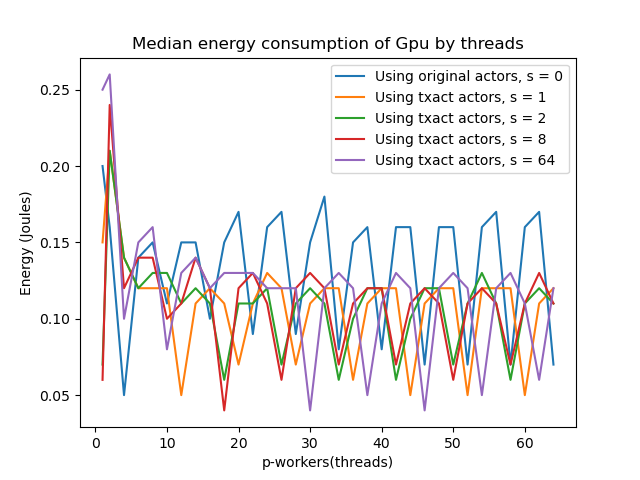 Median energy consumption of Gpu by threads
Using original actors, s = 0
Using txact actors, s = 1
Using txact actors, s = 2
Using txact actors, s = 8
Using txact actors, s = 64
Energy (Joules)
0.25
0.20
0.15
0.10
0.05
0 10 20 30 40 50 60
p-workers(threads)